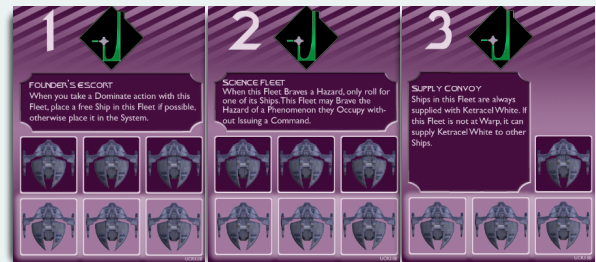 1
FOUNDER'S ESCORT
When you take a Dominate action with this
Fleet, place a free Ship in this Fleet if possible,
otherwise place it in the System.
2
SCIENCE FLEET
When this Fleet Braves a Hazard, only roll for
one of its Ships. This Fleet may Brave the
Hazard of a Phenomenon they Occupy with-
out Issuing a Command.
3
SUPPLY CONVOY
Ships in this Fleet are always
supplied with Ketracel White. If
this Fleet is not at Warp, it can
supply Ketracel White to other
Ships.